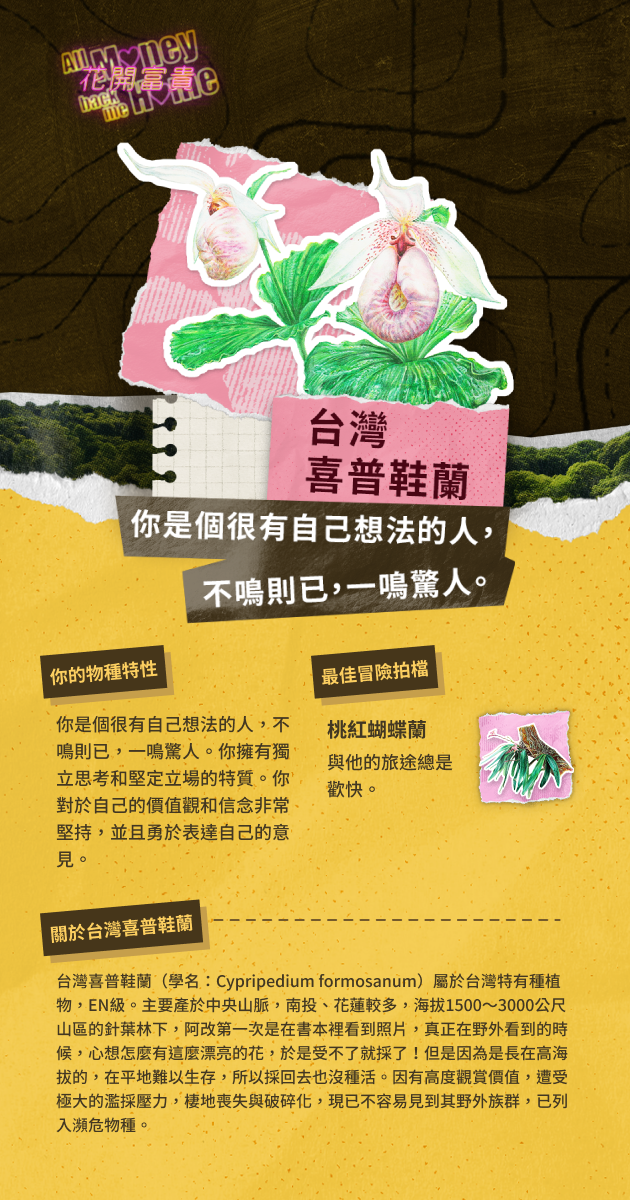 All Money
花開富貴
back me Home
台灣
喜普鞋蘭
你是個很有自己想法的人，
不鳴則已，一鳴驚人。
你的物種特性
你是個很有自己想法的人，不
鳴則已，一鳴驚人。你擁有獨
立思考和堅定立場的特質。你
對於自己的價值觀和信念非常
堅持，並且勇於表達自己的意
見。
最佳冒險拍檔
桃紅蝴蝶蘭
與他的旅途總是
歡快。
關於台灣喜普鞋蘭
台灣喜普鞋蘭（學名：Cypripedium formosanum）屬於台灣特有種植
物，EN級。主要產於中央山脈，南投、花蓮較多，海拔1500～3000公尺
山區的針葉林下，阿改第一次是在書本裡看到照片，真正在野外看到的時
候，心想怎麼有這麼漂亮的花，於是受不了就採了！但是因為是長在高海
拔的，在平地難以生存，所以採回去也沒種活。因有高度觀賞價值，遭受
極大的濫採壓力，棲地喪失與破碎化，現已不容易見到其野外族群，已列
入瀕危物種。